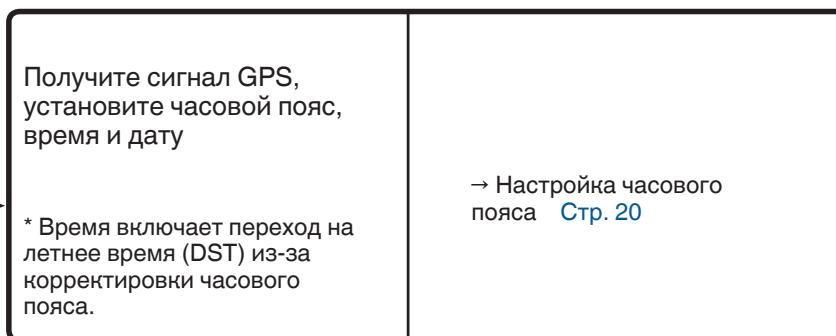 Получите сигнал GPS,
установите часовой пояс,
время и дату
* Время включает переход на
летнее время (DST) из-за
корректировки часового
пояса.
→ Настройка часового
пояса Стр. 20